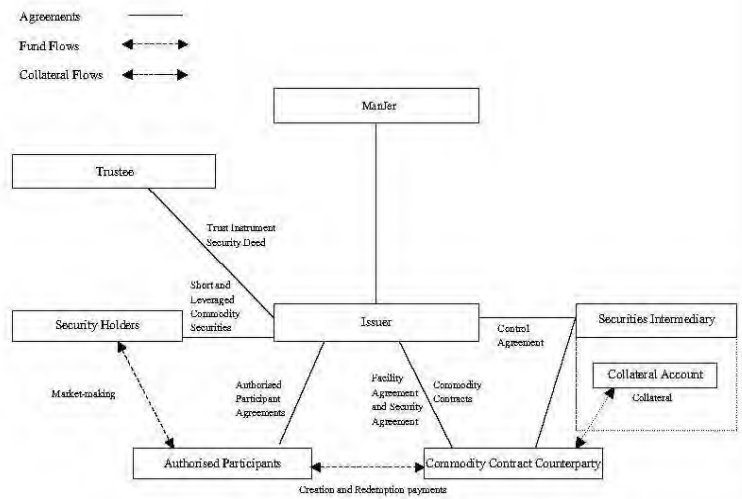 Agreements
Fund Flows
Collateral Flows
ManJer
Trustee
Trust Instrument
Security Deed
Short and
Leveraged
Commodity
Securities
Security Holders
Issuer
Securities Intermediary
Control
Agreement
Collateral Account
Collateral
Market-making
Authorised
Participant
Agreements
Facility
Agreement
and Security
Agreement
Commodity
Contracts
Authorised Participants
Commodity Contract Counterparty
Creation and Redemption payments